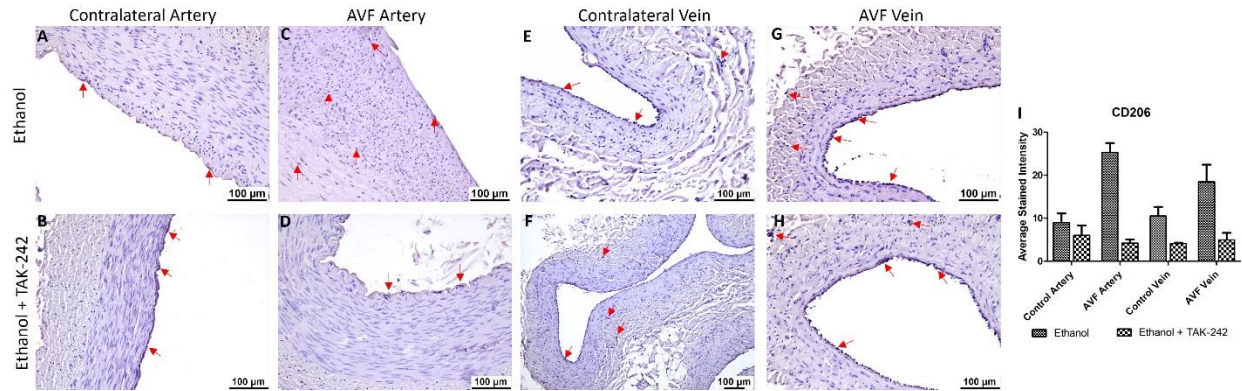 Contralateral Artery
AVF Artery
Contralateral Vein
AVF Vein
Ethanol
A
100 µm
C
100 µm
E
100 µm
G
100 µm
Ethanol + TAK-242
B
100 µm
D
100 µm
F
100 µm
H
100 µm
I
CD206
Average Stained Intensity
30
20
10
0
Control Artery
AVF Artery
Control Vein
AVF Vein
Ethanol
Ethanol + TAK-242